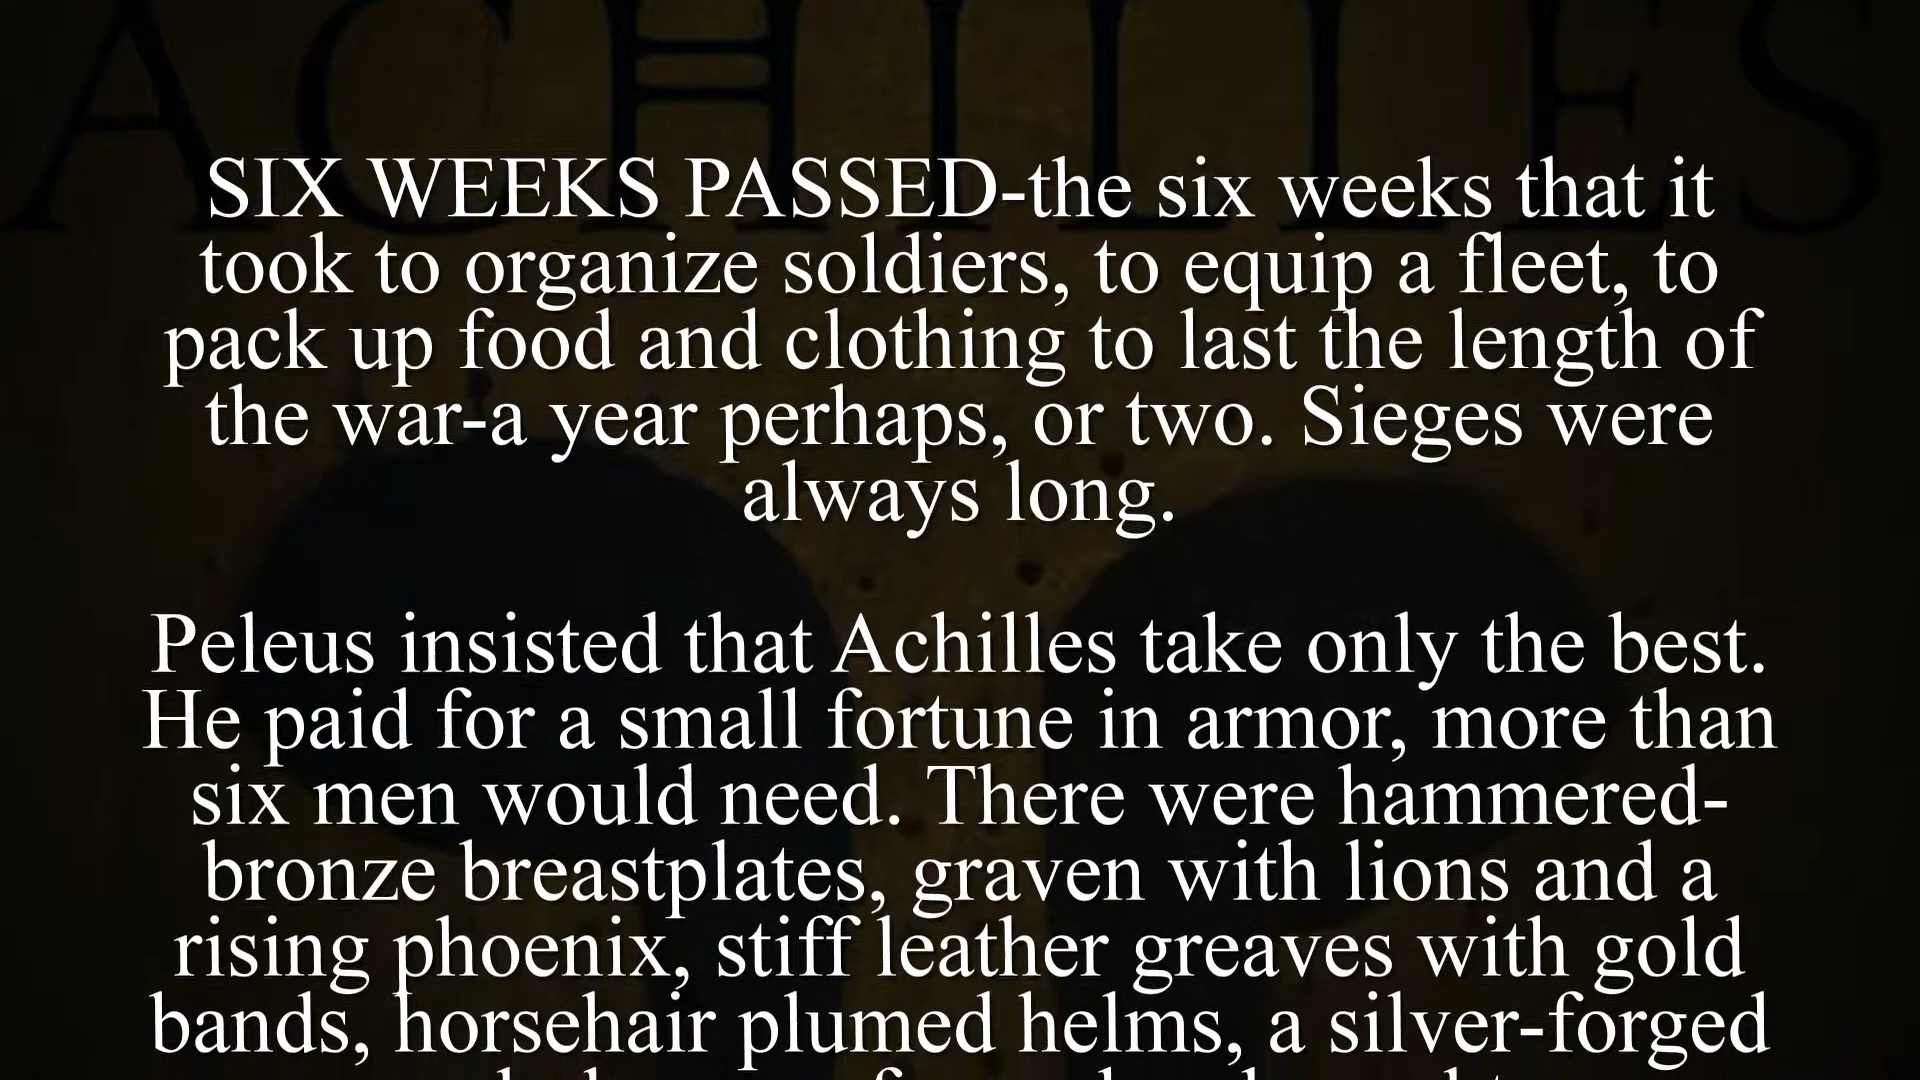 ACHILLES
SIX WEEKS PASSED-the six weeks that it
took to organize soldiers, to equip a fleet, to
pack up food and clothing to last the length of
the war-a year perhaps, or two. Sieges were
always long.
Peleus insisted that Achilles take only the best.
He paid for a small fortune in armor, more than
six men would need. There were hammered-
bronze breastplates, graven with lions and a
rising phoenix, stiff leather greaves with gold
bands, horsehair plumed helms, a silver-forged